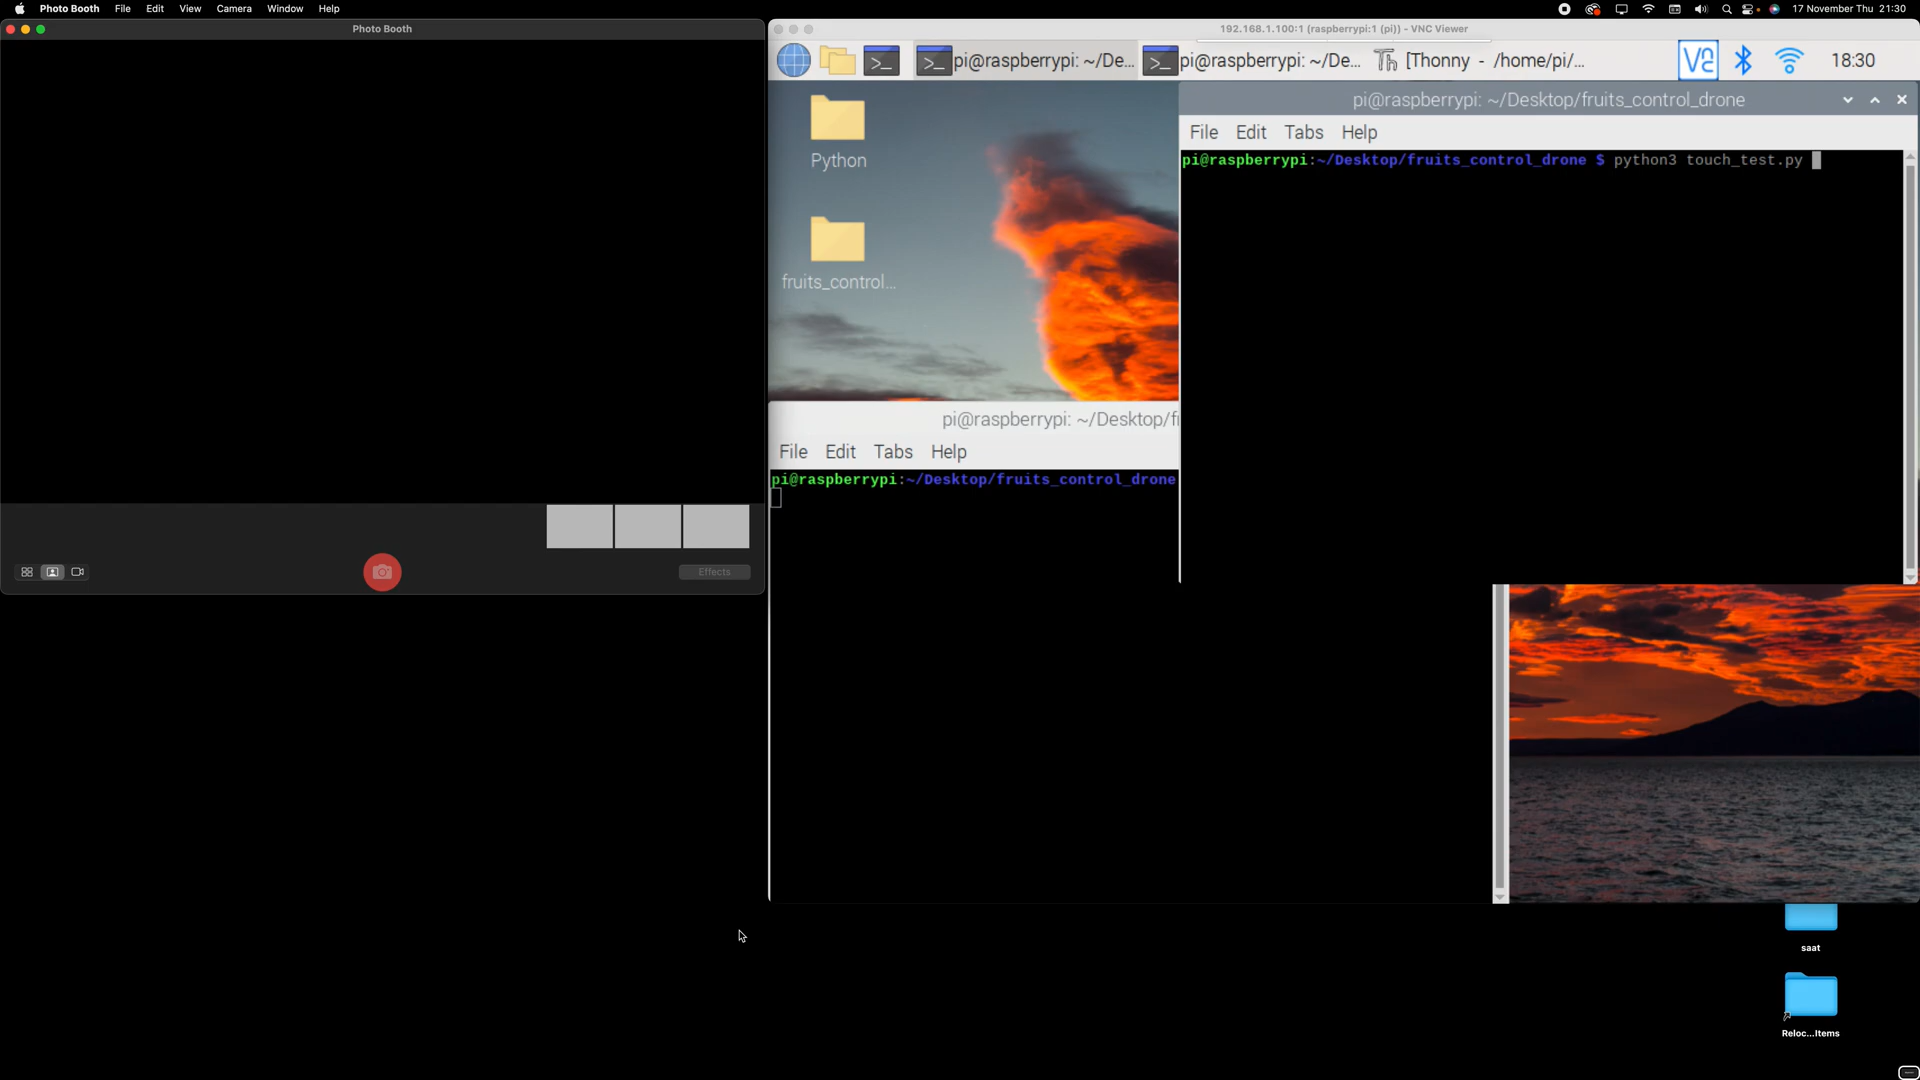 Photo Booth File Edit View Camera Window Help
17 November Thu 21:30
Photo Booth
Effects
192.168.1.100:1 (raspberrypi:1 (pi)) - VNC Viewer
pi@raspberrypi: ~/De...
pi@raspberrypi: ~/De...
Th [Thonny - /home/pi/...
18:30
Python
fruits_control...
pi@raspberrypi: ~/Desktop/fruits_control_drone
File Edit Tabs Help
pi@raspberrypi:~/Desktop/fruits_control_drone $ python3 touch_test.py
pi@raspberrypi: ~/Desktop/f
File Edit Tabs Help
pi@raspberrypi:~/Desktop/fruits_control_drone
saat
Reloc...Items